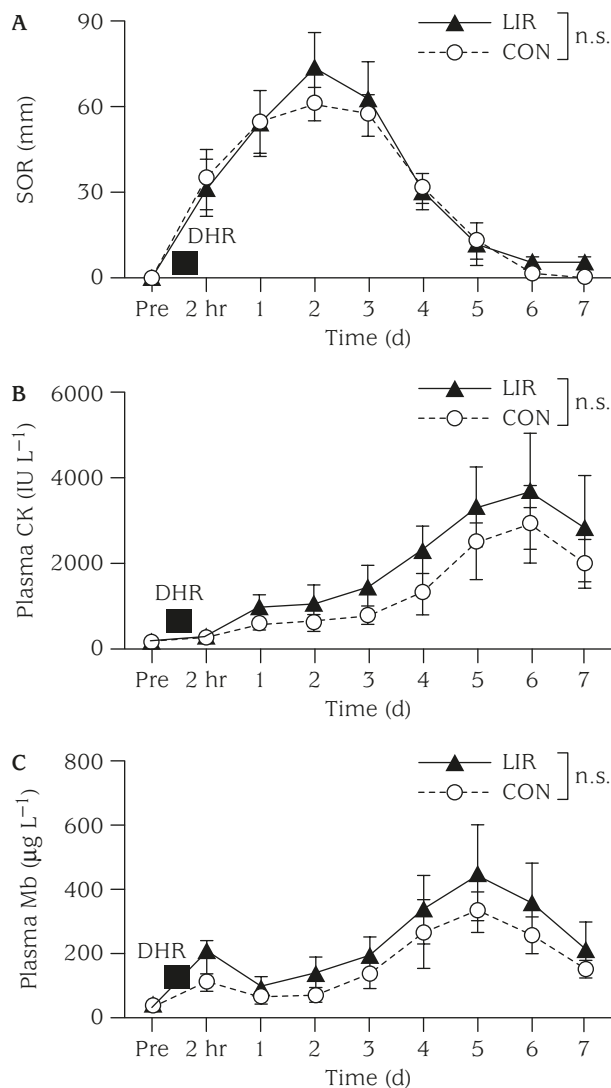 A
90
60
30
0
SOR (mm)
LIR
CON
n.s.
DHR
Pre 2 hr 1 2 3 4 5 6 7
Time (d)
B
6000
4000
2000
0
Plasma CK (IU L⁻¹)
LIR
CON
n.s.
DHR
Pre 2 hr 1 2 3 4 5 6 7
Time (d)
C
800
600
400
200
0
Plasma Mb (µg L⁻¹)
LIR
CON
n.s.
DHR
Pre 2 hr 1 2 3 4 5 6 7
Time (d)